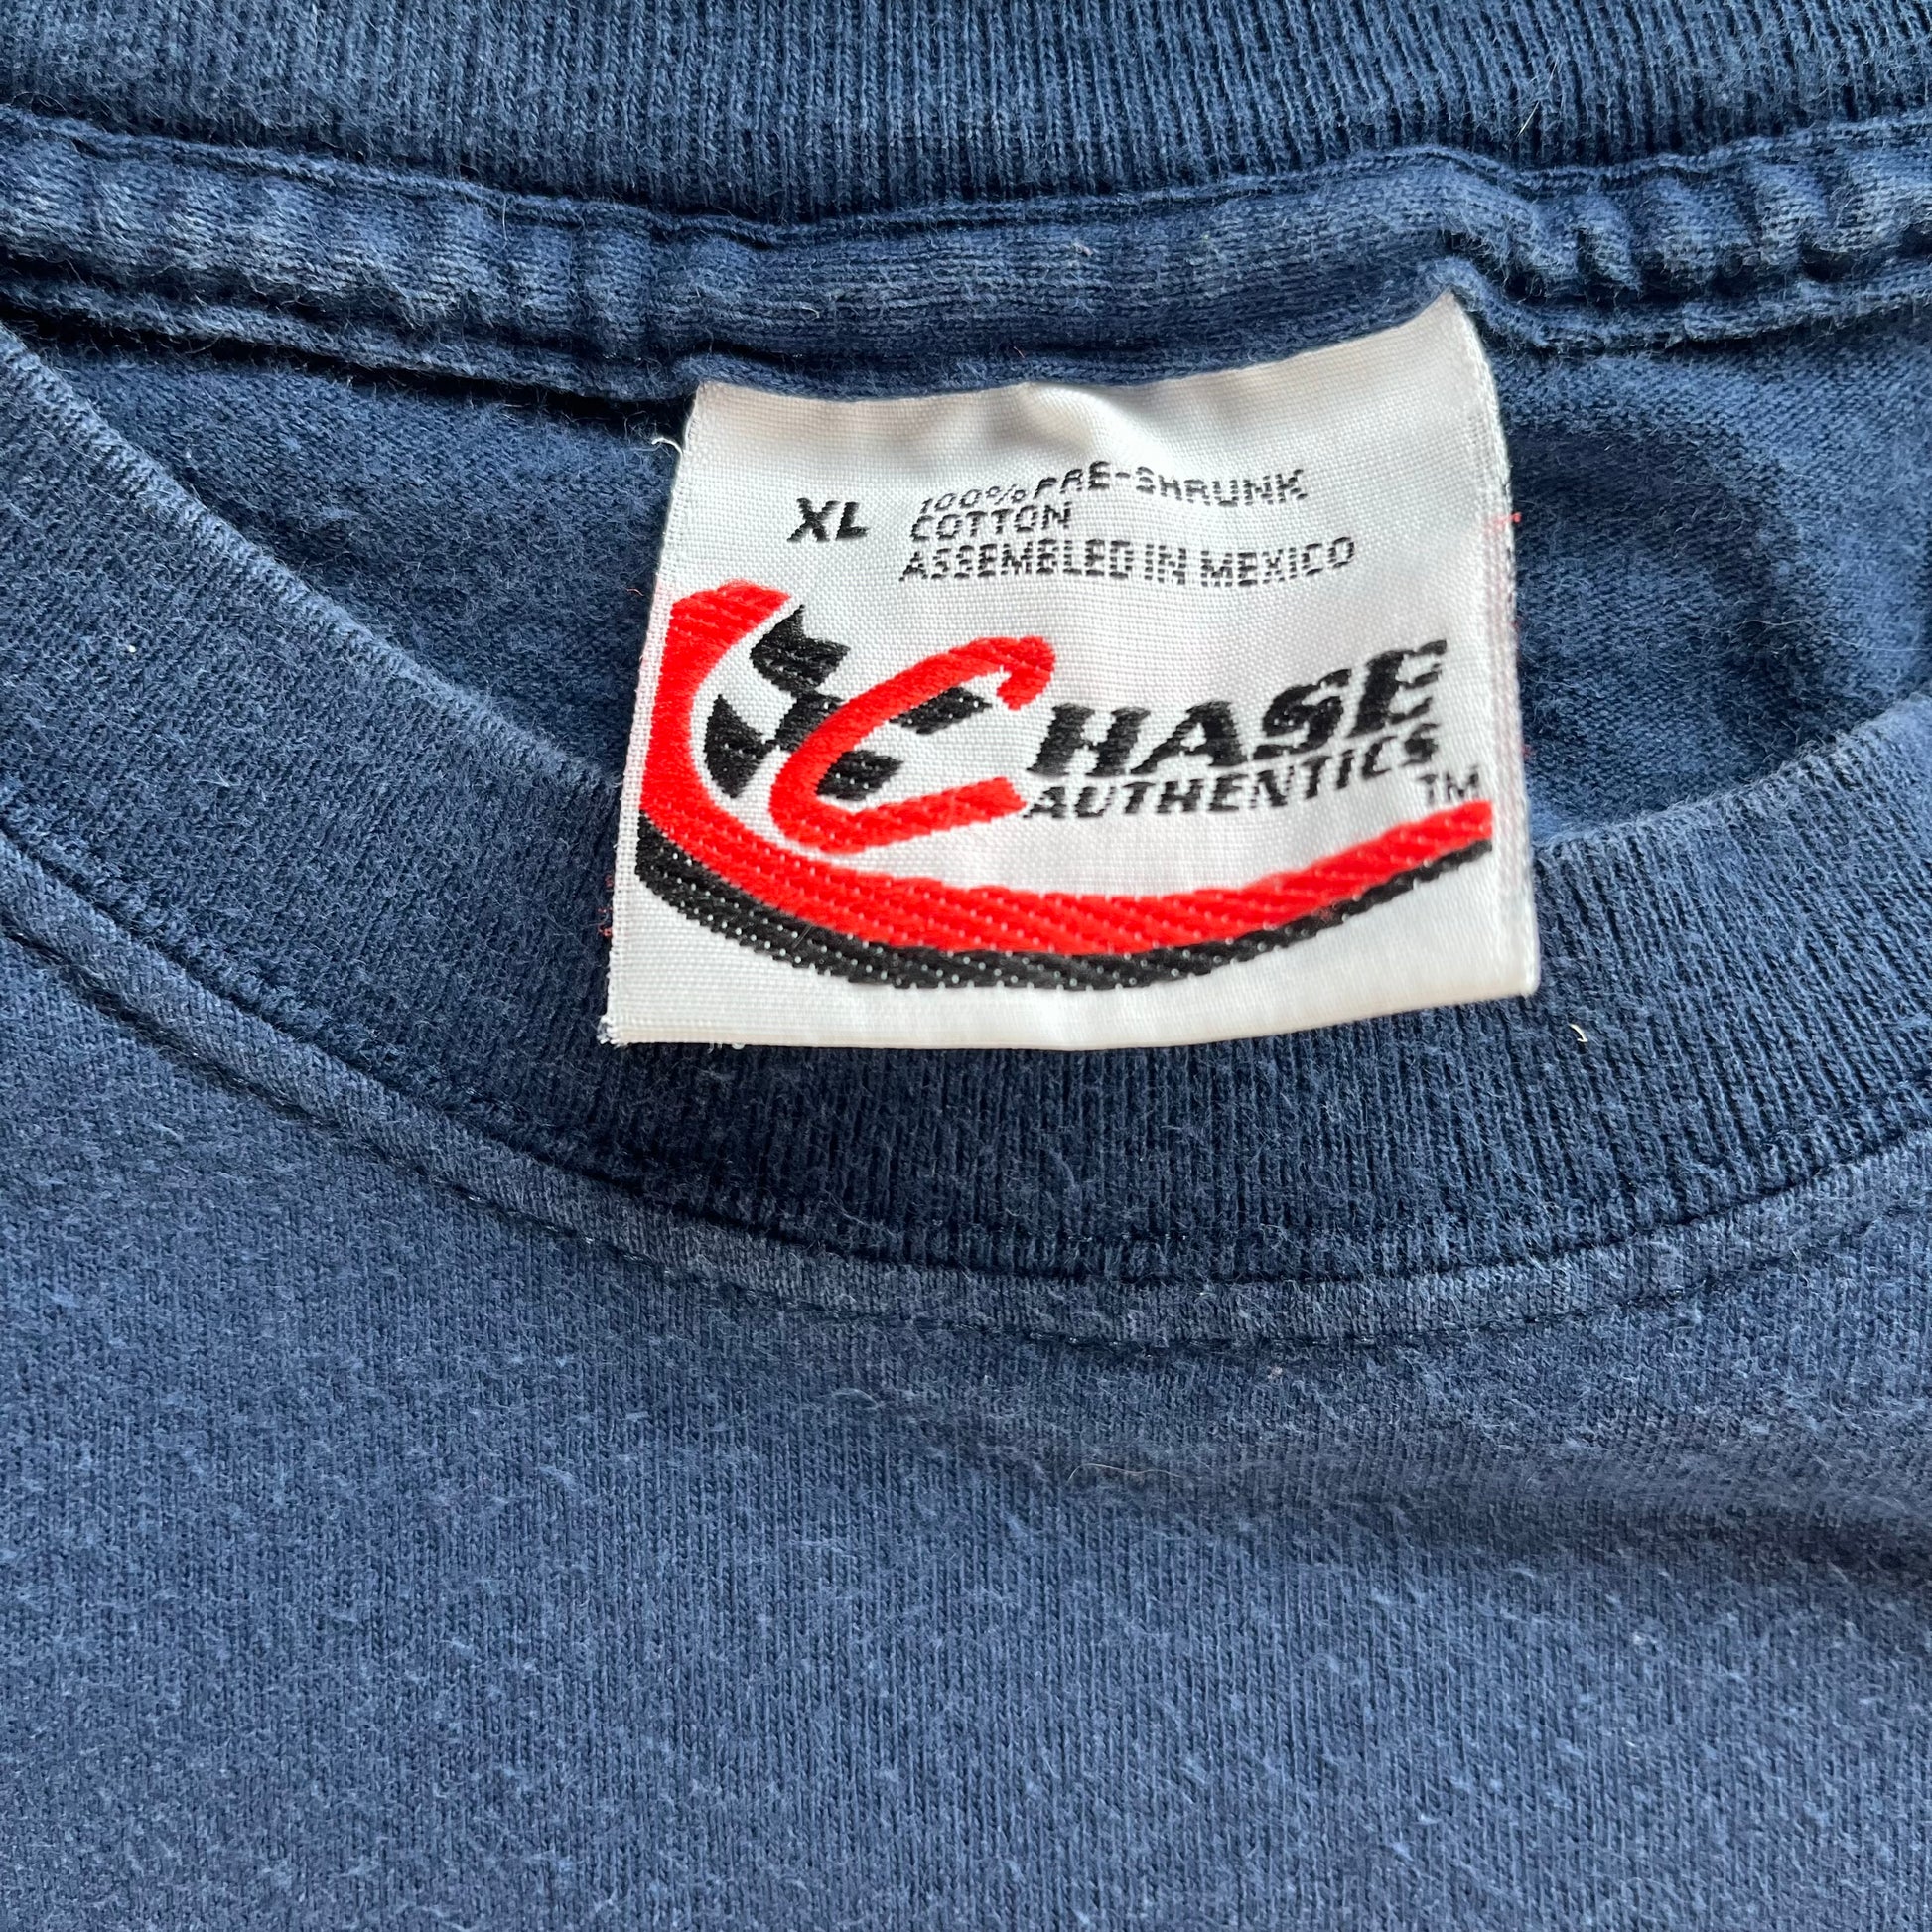 XL 100% PRE-SHRUNK
COTTON
ASSEMBLED IN MEXICO
CHASE
AUTHENTICS
TM